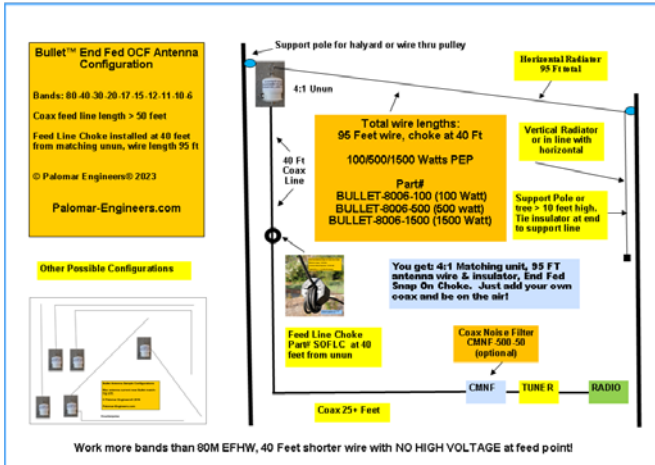 Bullet™ End Fed OCF Antenna
Configuration
Bands: 80-40-30-20-17-15-12-11-10-6
Coax feed line length > 50 feet
Feed Line Choke installed at 40 feet
from matching unun, wire length 95 ft
© Palomar Engineers® 2023
Palomar-Engineers.com
Support pole for halyard or wire thru pulley
4:1 Unun
Horizontal Radiator
95 Ft total
Total wire lengths:
95 Feet wire, choke at 40 Ft
100/500/1500 Watts PEP
Part#
BULLET-8006-100 (100 Watt)
BULLET-8006-500 (500 watt)
BULLET-8006-1500 (1500 Watt)
Vertical Radiator
or in line with
horizontal
40 Ft
Coax
Line
Support Pole or
tree > 10 feet high.
Tie insulator at end
to support line
Other Possible Configurations
You get: 4:1 Matching unit, 95 FT
antenna wire & insulator, End Fed
Snap On Choke. Just add your own
coax and be on the air!
Feed Line Choke
Part# SOFLC at 40
feet from unun
Coax Noise Filter
CMNF-500-50
(optional)
CMNF
TUNER
RADIO
Coax 25+ Feet
Work more bands than 80M EFHW, 40 Feet shorter wire with NO HIGH VOLTAGE at feed point!